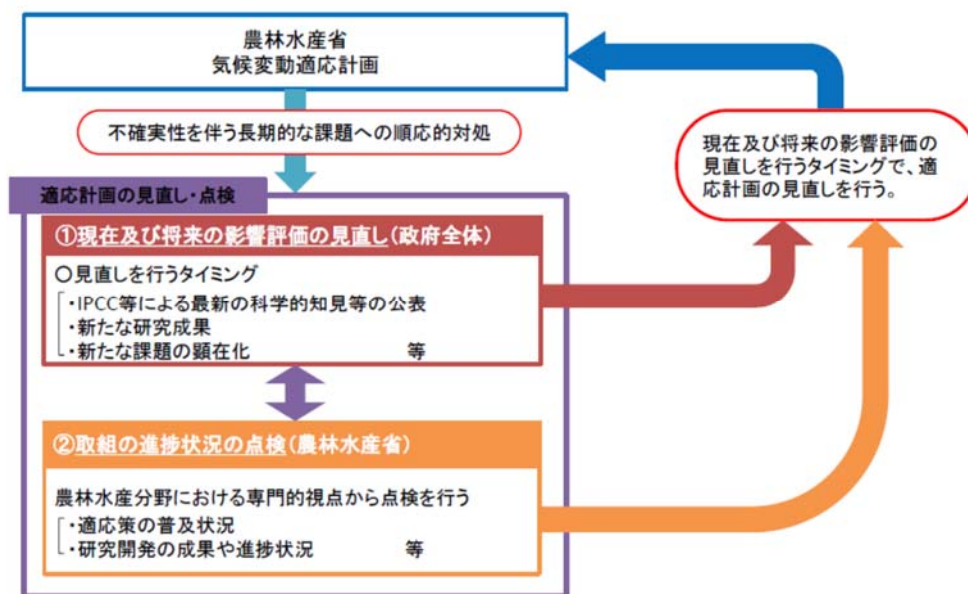 農林水産省
気候変動適応計画
不確実性を伴う長期的な課題への順応的対処
現在及び将来の影響評価の
見直しを行うタイミングで、適
応計画の見直しを行う。
適応計画の見直し・点検
①現在及び将来の影響評価の見直し(政府全体)
〇見直しを行うタイミング
・IPCC等による最新の科学的知見等の公表
・新たな研究成果
・新たな課題の顕在化 等
②取組の進捗状況の点検(農林水産省)
農林水産分野における専門的視点から点検を行う
・適応策の普及状況
・研究開発の成果や進捗状況 等